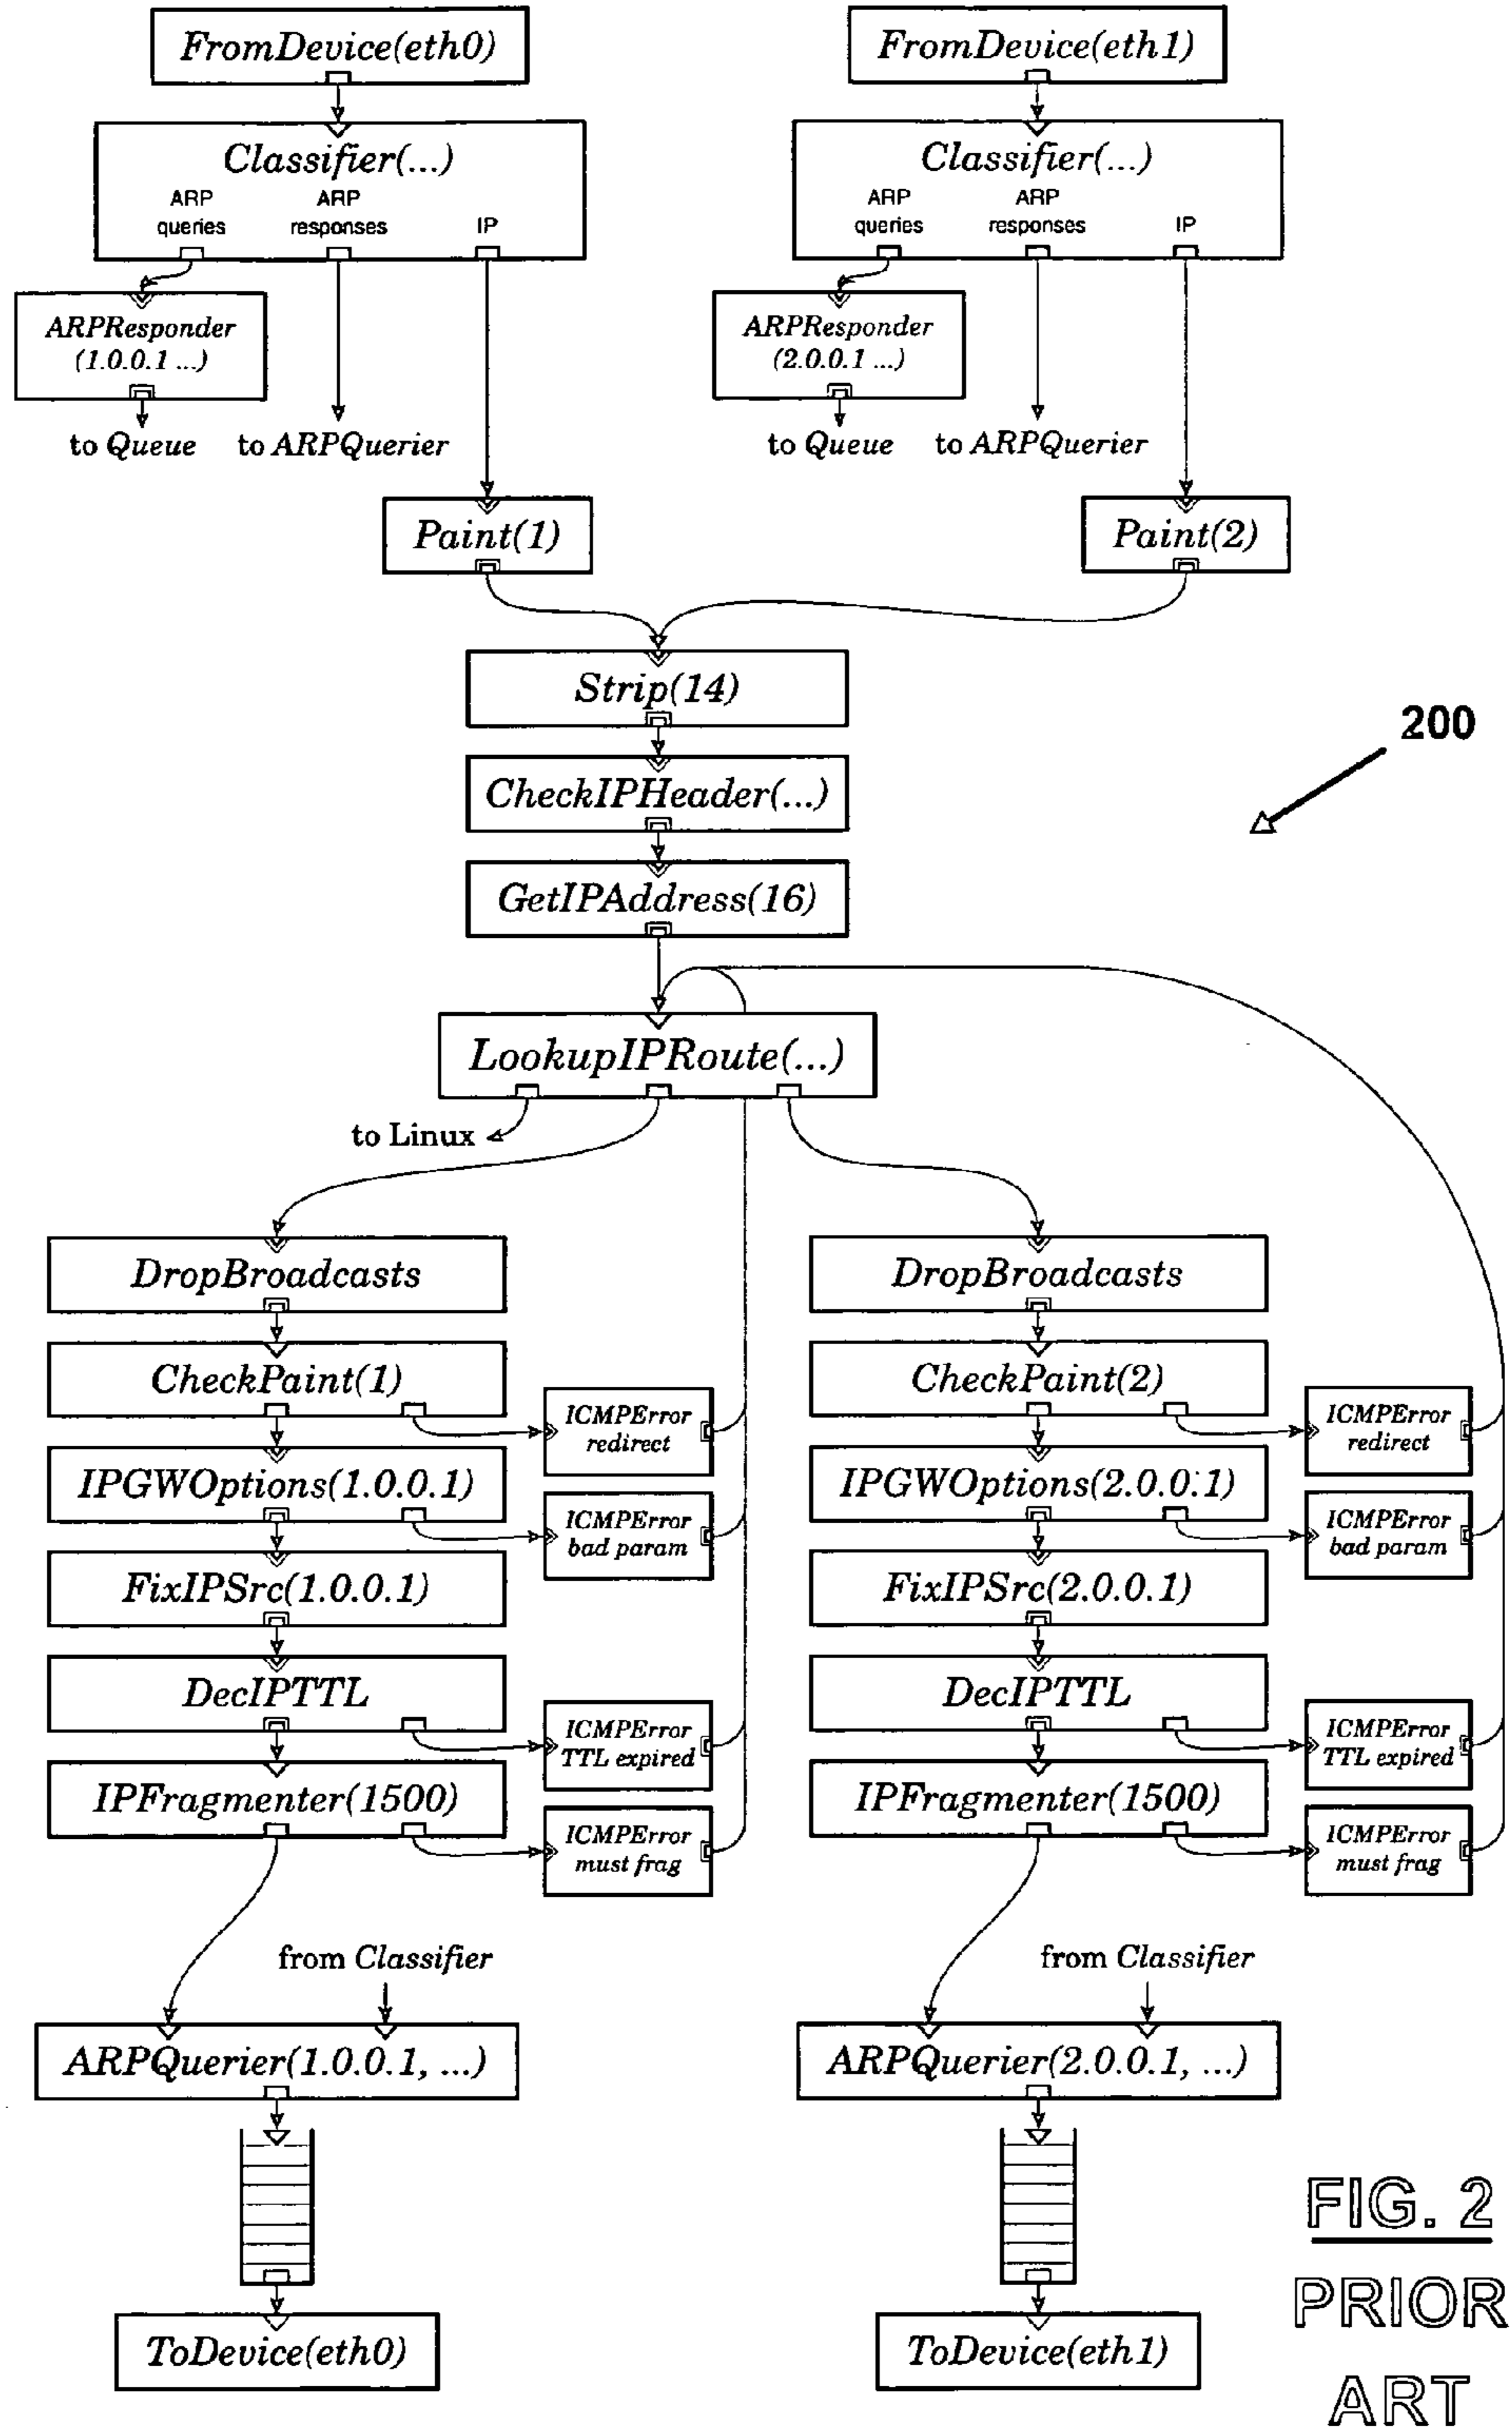 FromDevice(eth0)
FromDevice(eth1)
Classifier(...)
ARP queries
ARP responses
IP
Classifier(...)
ARP queries
ARP responses
IP
ARPResponder
(1.0.0.1 ...)
ARPResponder
(2.0.0.1 ...)
to Queue
to ARPQuerier
to Queue
to ARPQuerier
Paint(1)
Paint(2)
Strip(14)
200
CheckIPHeader(...)
GetIPAddress(16)
LookupIPRoute(...)
to Linux
DropBroadcasts
DropBroadcasts
CheckPaint(1)
CheckPaint(2)
ICMPError
redirect
ICMPError
redirect
IPGWOptions(1.0.0.1)
IPGWOptions(2.0.0.1)
ICMPError
bad param
ICMPError
bad param
FixIPSrc(1.0.0.1)
FixIPSrc(2.0.0.1)
DecIPTTL
DecIPTTL
ICMPError
TTL expired
ICMPError
TTL expired
IPFragmenter(1500)
IPFragmenter(1500)
ICMPError
must frag
ICMPError
must frag
from Classifier
from Classifier
ARPQuerier(1.0.0.1, ...)
ARPQuerier(2.0.0.1, ...)
ToDevice(eth0)
ToDevice(eth1)
FIG. 2
PRIOR
ART